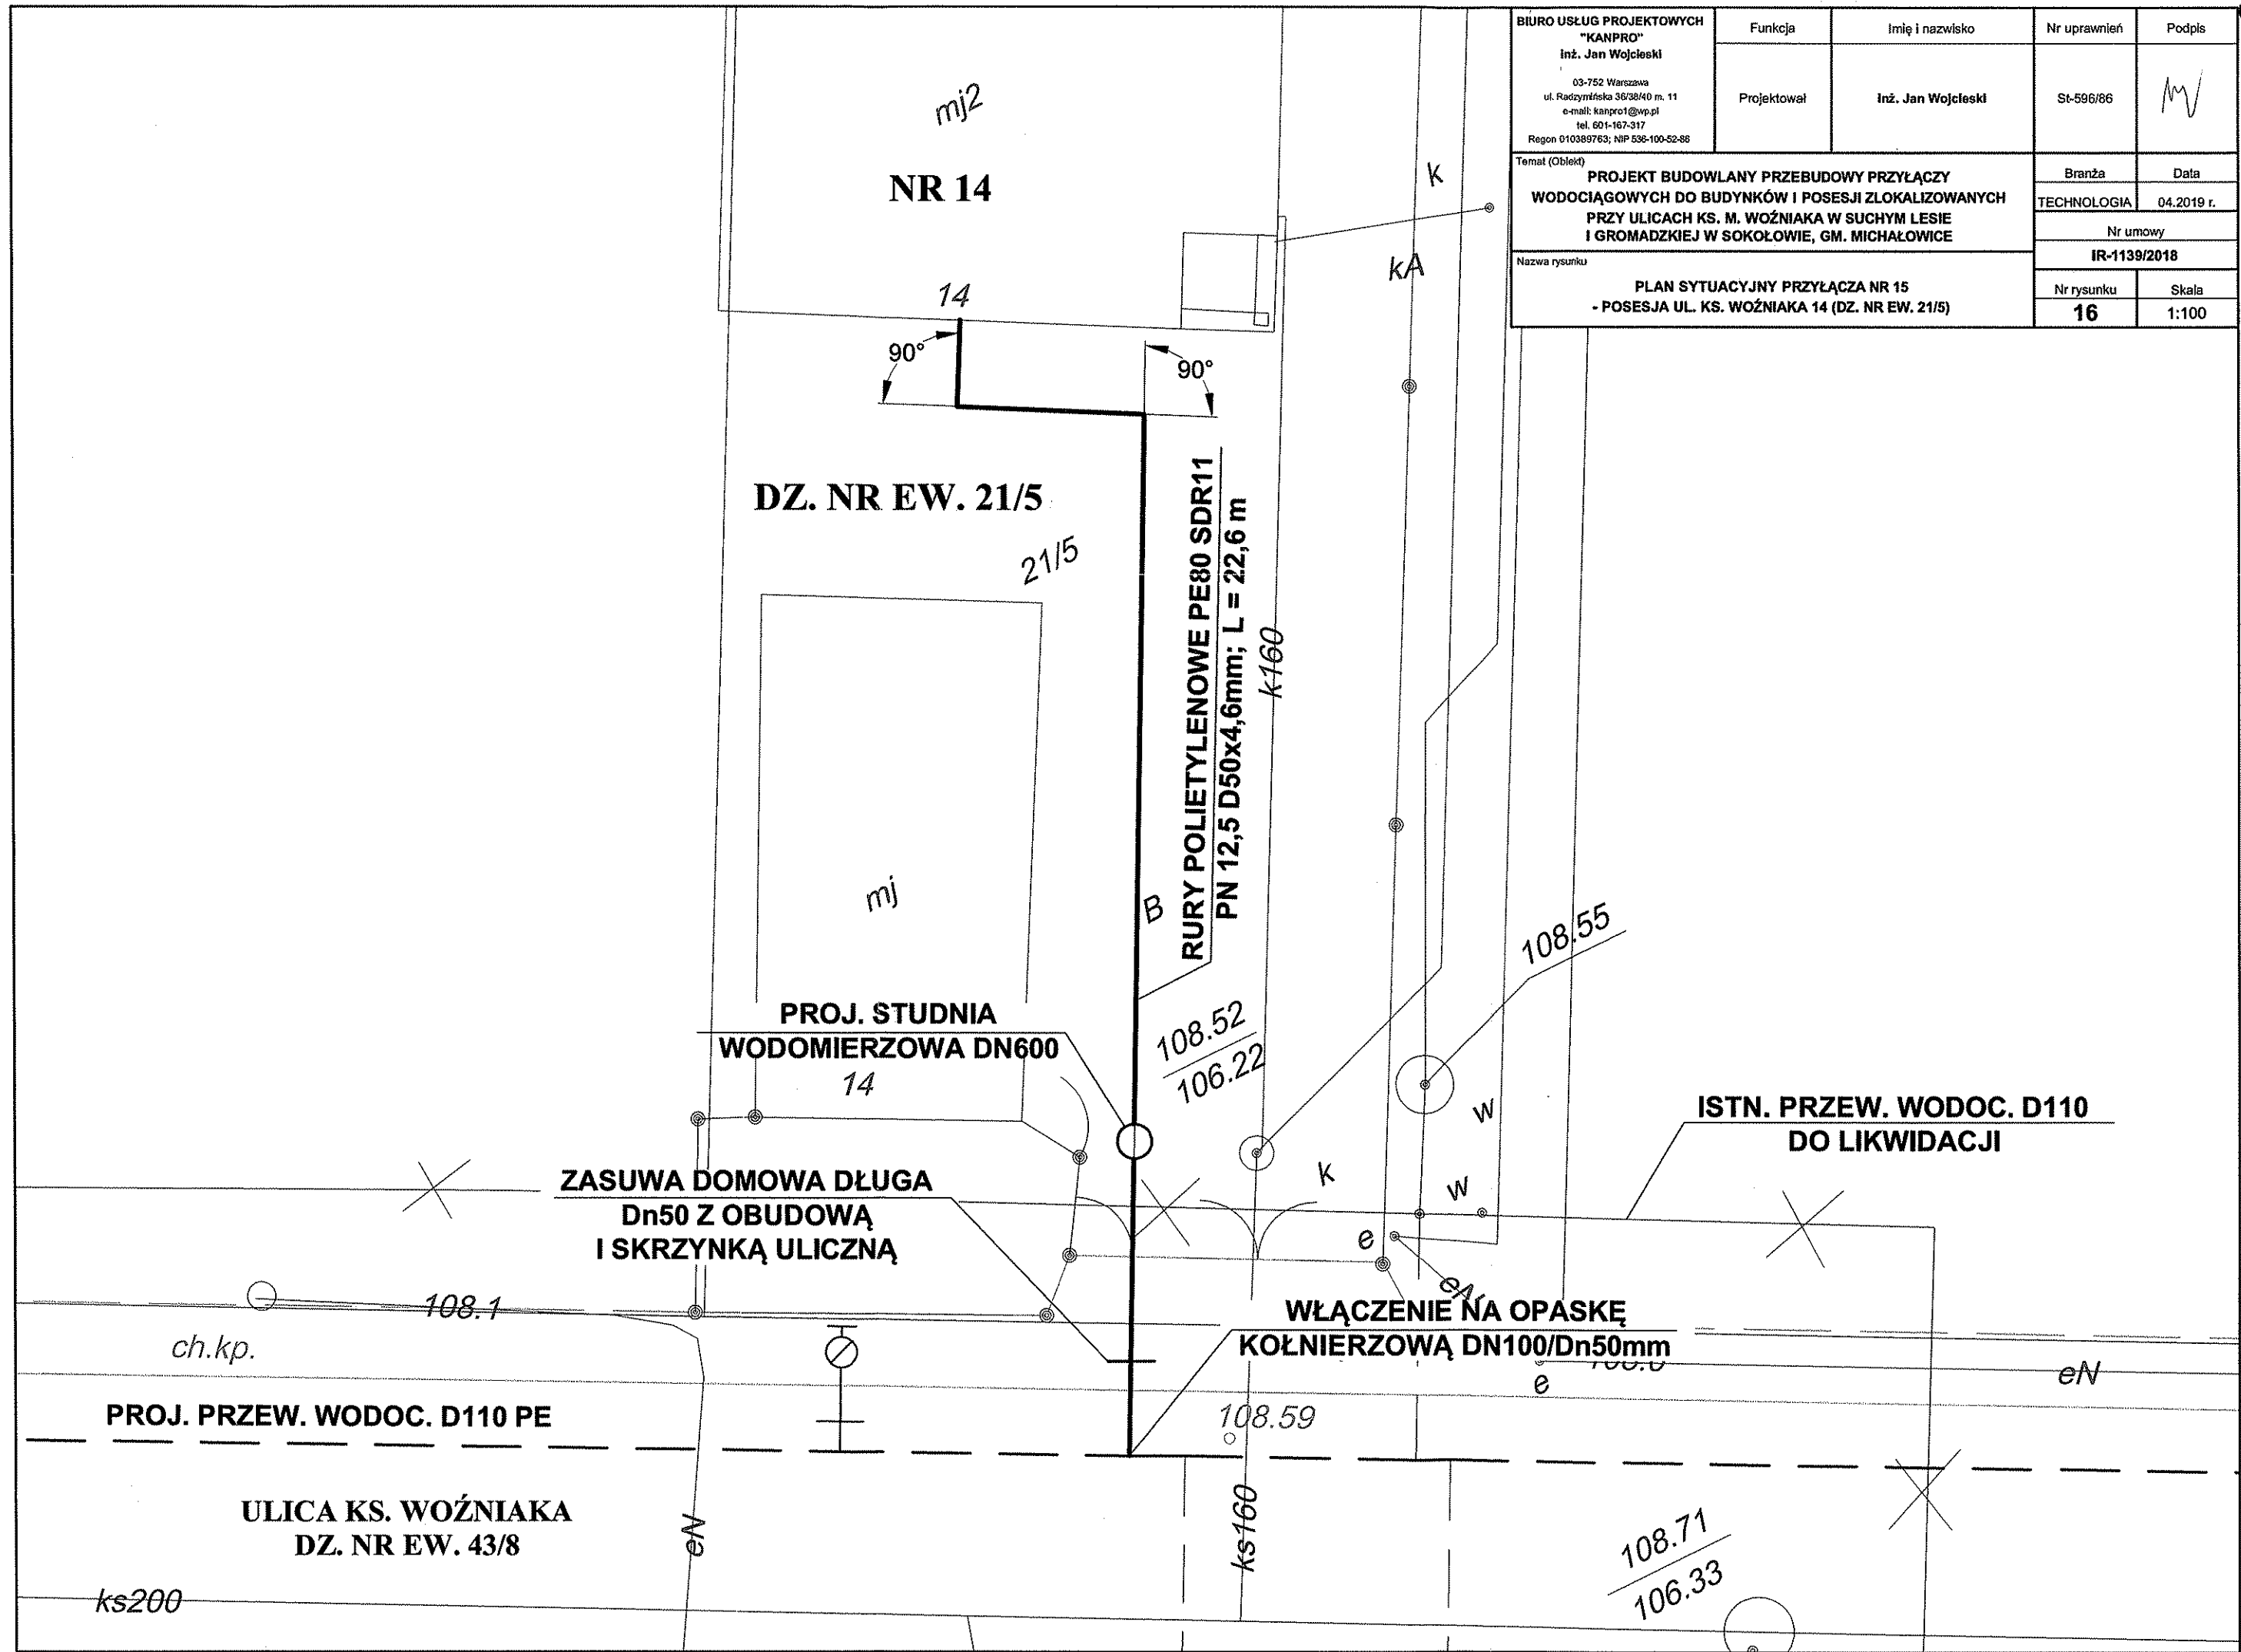 BIURO USŁUG PROJEKTOWYCH
"KANPRO"
inż. Jan Wojcieski
03-752 Warszawa
ul. Radzymińska 36/38/40 m. 11
e-mail: kanpro1@wp.pl
tel. 601-167-317
Regon 010389763; NIP 536-100-52-86
Funkcja
Imię i nazwisko
Nr uprawnień
Podpis
Projektował
inż. Jan Wojcieski
St-596/86
Temat (Obiekt)
PROJEKT BUDOWLANY PRZEBUDOWY PRZYŁĄCZY
WODOCIĄGOWYCH DO BUDYNKÓW I POSESJI ZLOKALIZOWANYCH
PRZY ULICACH KS. M. WOŹNIAKA W SUCHYM LESIE
I GROMADZKIEJ W SOKOŁOWIE, GM. MICHAŁOWICE
Branża
Data
TECHNOLOGIA
04.2019 r.
Nr umowy
IR-1139/2018
Nazwa rysunku
PLAN SYTUACYJNY PRZYŁĄCZA NR 15
- POSESJA UL. KS. WOŹNIAKA 14 (DZ. NR EW. 21/5)
Nr rysunku
Skala
16
1:100
mj2
NR 14
k
kA
14
90°
90°
DZ. NR EW. 21/5
21/5
RURY POLIETYLENOWE PE80 SDR11
PN 12,5 D50x4,6mm; L = 22,6 m
k160
mj
B
108.55
PROJ. STUDNIA
WODOMIERZOWA DN600
14
108.52
106.22
w
ISTN. PRZEW. WODOC. D110
DO LIKWIDACJI
ZASUWA DOMOWA DŁUGA
Dn50 Z OBUDOWĄ
I SKRZYNKĄ ULICZNĄ
k
w
e
eA
108.1
WŁĄCZENIE NA OPASKĘ
KOŁNIERZOWĄ DN100/Dn50mm
ch.kp.
e
eN
PROJ. PRZEW. WODOC. D110 PE
108.59
ULICA KS. WOŹNIAKA
DZ. NR EW. 43/8
eN
ks160
108.71
106.33
ks200